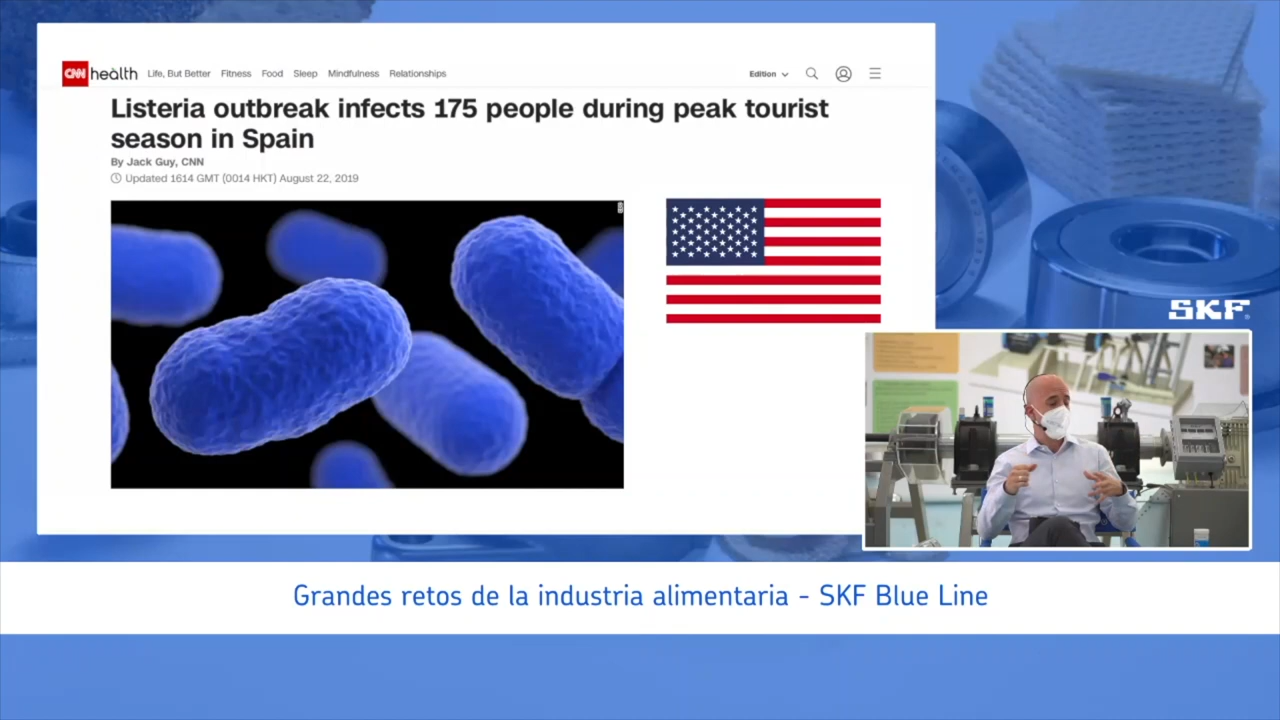 CNN health Life, But Better Fitness Food Sleep Mindfulness Relationships Edition
Listeria outbreak infects 175 people during peak tourist
season in Spain
By Jack Guy, CNN
Updated 1614 GMT (0014 HKT) August 22, 2019
SKF
Grandes retos de la industria alimentaria - SKF Blue Line